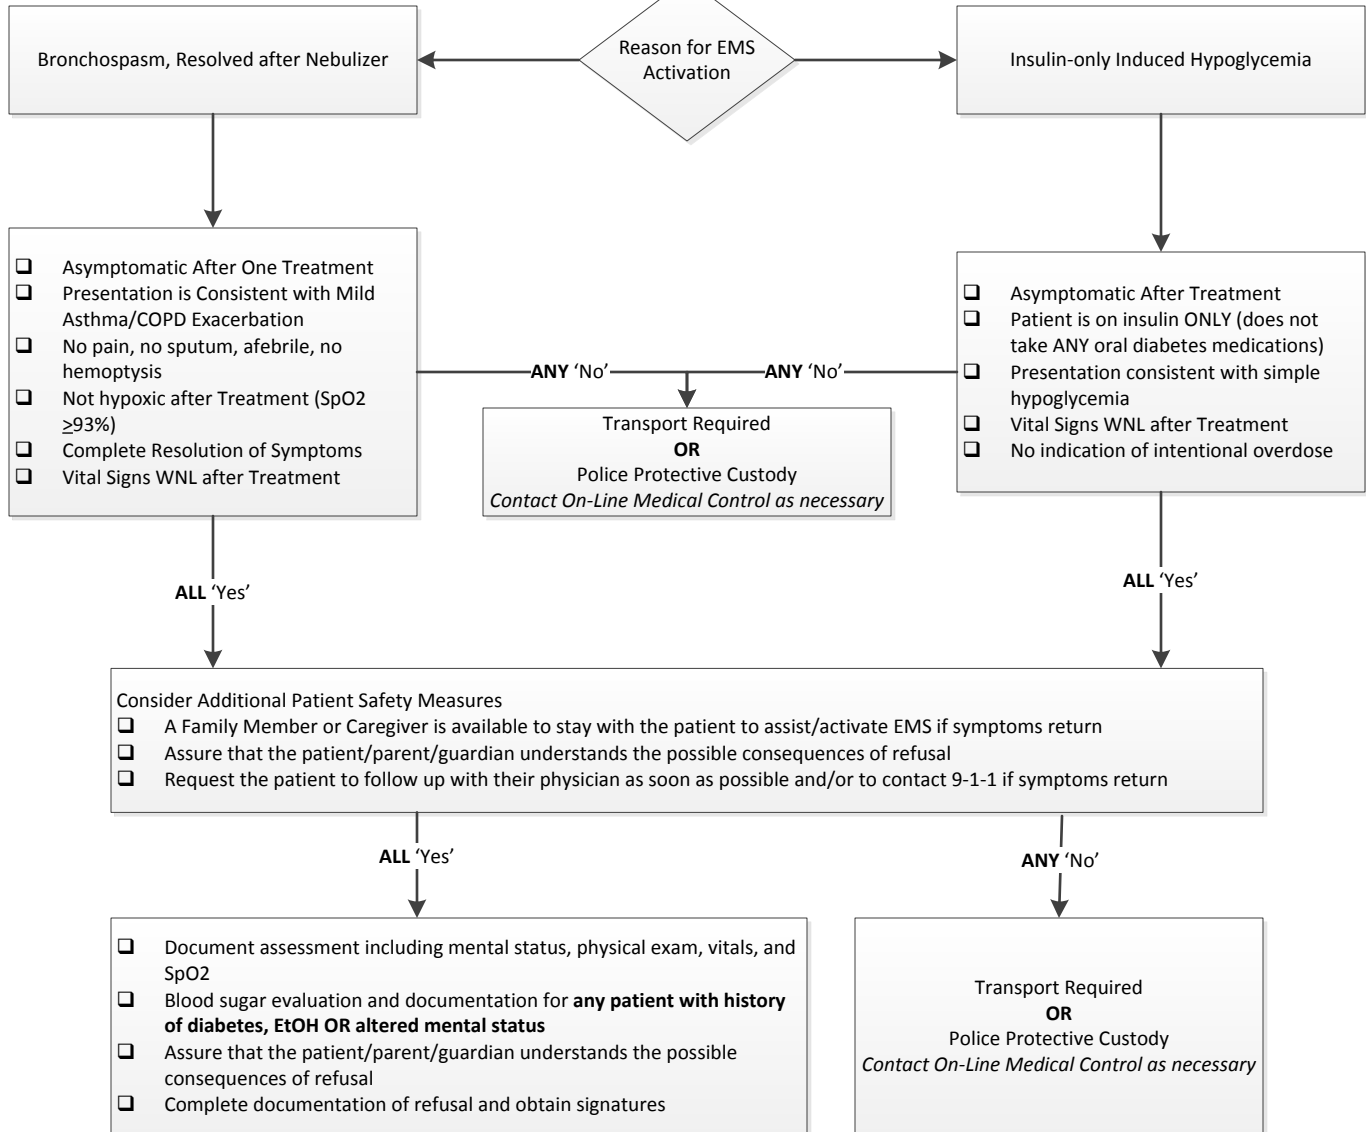 Reason for EMS
Activation
Bronchospasm, Resolved after Nebulizer
Insulin-only Induced Hypoglycemia
❑ Asymptomatic After One Treatment
❑ Presentation is Consistent with Mild
Asthma/COPD Exacerbation
❑ No pain, no sputum, afebrile, no
hemoptysis
❑ Not hypoxic after Treatment (SpO2
≥93%)
❑ Complete Resolution of Symptoms
❑ Vital Signs WNL after Treatment
❑ Asymptomatic After Treatment
❑ Patient is on insulin ONLY (does not
take ANY oral diabetes medications)
❑ Presentation consistent with simple
hypoglycemia
❑ Vital Signs WNL after Treatment
❑ No indication of intentional overdose
ANY ‘No’
ANY ‘No’
Transport Required
OR
Police Protective Custody
Contact On-Line Medical Control as necessary
ALL ‘Yes’
ALL ‘Yes’
Consider Additional Patient Safety Measures
❑ A Family Member or Caregiver is available to stay with the patient to assist/activate EMS if symptoms return
❑ Assure that the patient/parent/guardian understands the possible consequences of refusal
❑ Request the patient to follow up with their physician as soon as possible and/or to contact 9-1-1 if symptoms return
ALL ‘Yes’
ANY ‘No’
❑ Document assessment including mental status, physical exam, vitals, and
SpO2
❑ Blood sugar evaluation and documentation for any patient with history
of diabetes, EtOH OR altered mental status
❑ Assure that the patient/parent/guardian understands the possible
consequences of refusal
❑ Complete documentation of refusal and obtain signatures
Transport Required
OR
Police Protective Custody
Contact On-Line Medical Control as necessary